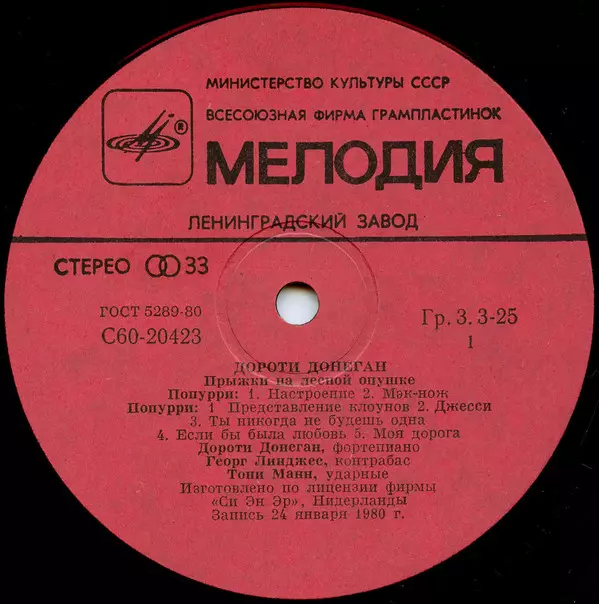 МИНИСТЕРСТВО КУЛЬТУРЫ СССР
ВСЕСОЮЗНАЯ ФИРМА ГРАМПЛАСТИНОК
®
МЕЛОДИЯ
ЛЕНИНГРАДСКИЙ ЗАВОД
СТЕРЕО 33
ГОСТ 5289-80
С60-20423
Гр. 3. 3-25
1
ДОРОТИ ДОНЕГАН
Прыжки на лесной опушке
Попурри: 1. Настроение 2. Мэк-нож
Попурри: 1 Представление клоунов 2. Джесси
3. Ты никогда не будешь одна
4. Если бы была любовь 5. Моя дорога
Дороти Донеган, фортепиано
Георг Линджес, контрабас
Тони Манн, ударные
Изготовлено по лицензии фирмы
«Си Эн Эр», Нидерланды
Запись 24 января 1980 г.